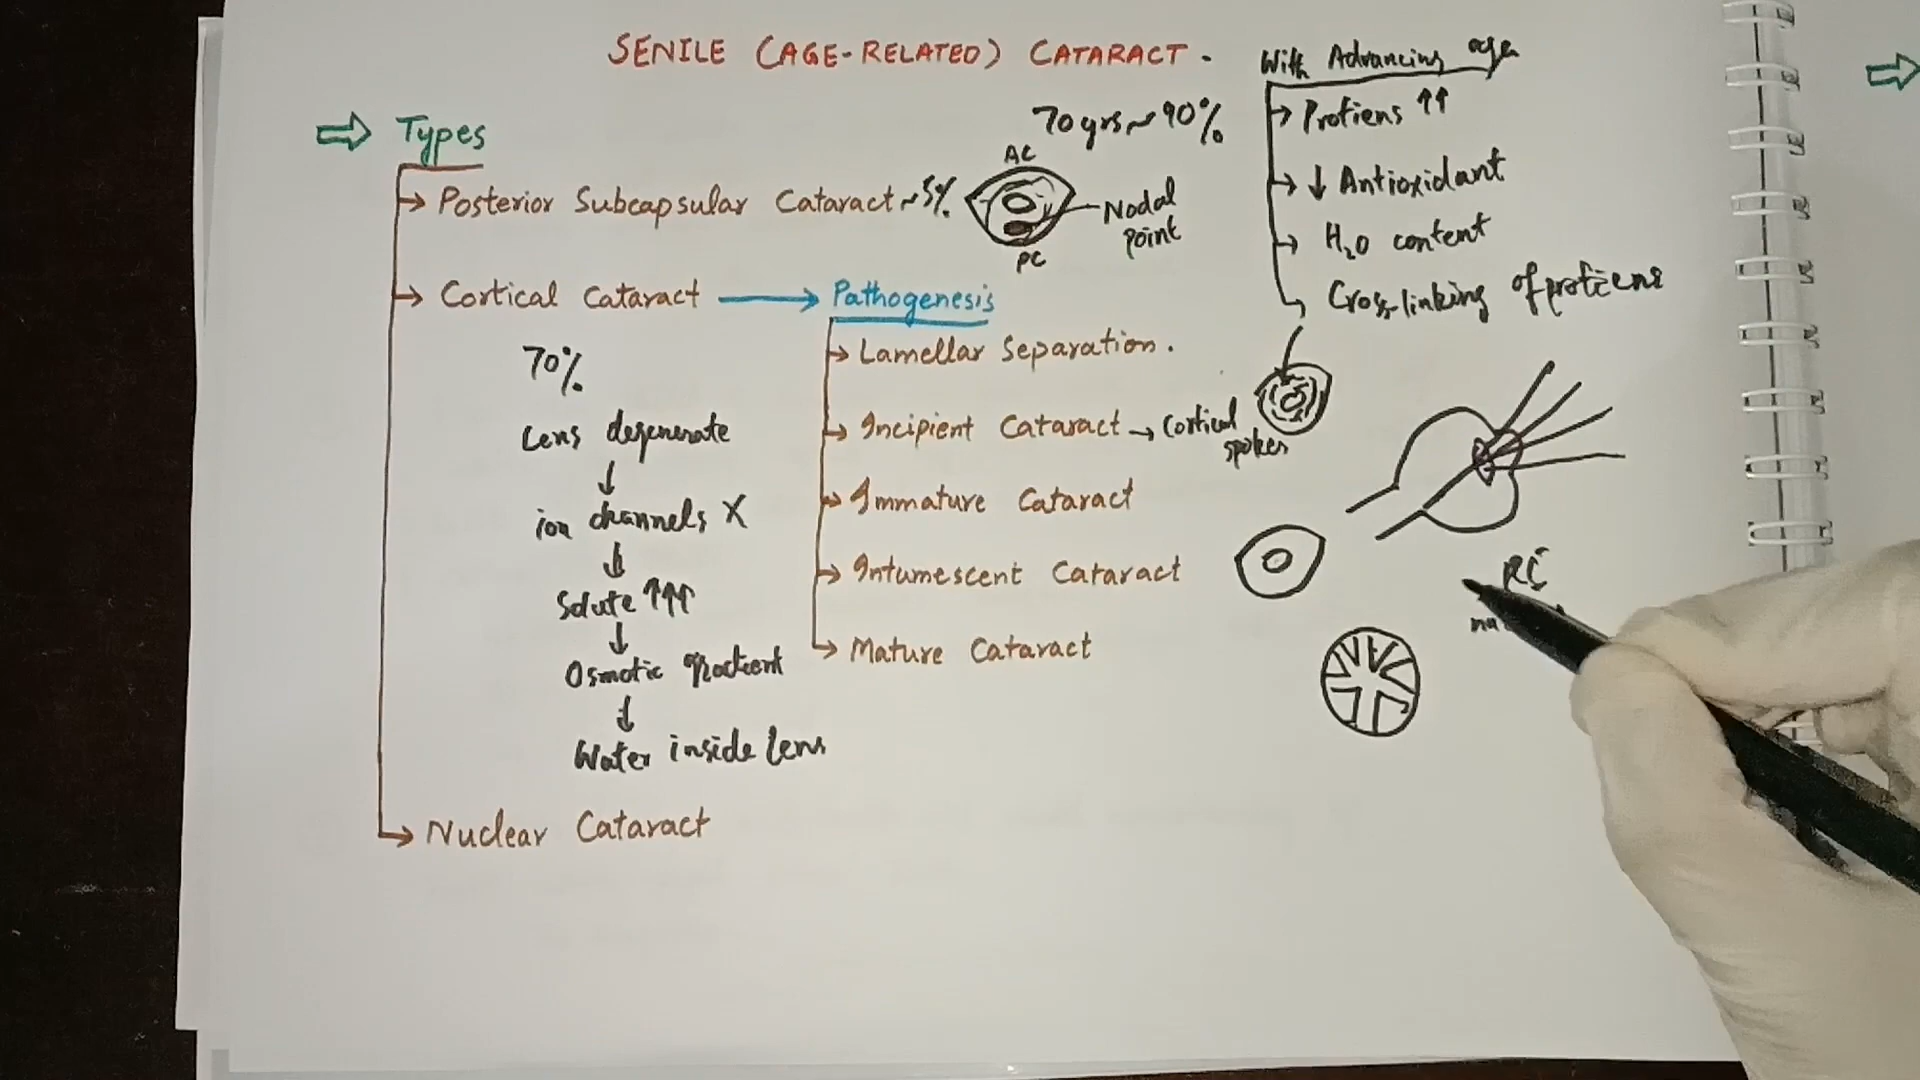 SENILE (AGE-RELATED) CATARACT.
Types
Posterior Subcapsular Cataract ~5%
Cortical Cataract → Pathogenesis
70%
Lens degenerate
↓
ion channels X
↓
Solute ↑↑↑
↓
Osmotic gradient
↓
Water inside lens
Nuclear Cataract
Lamellar Separation.
Incipient Cataract → Cortical
spokes
Immature Cataract
Intumescent Cataract
Mature Cataract
70 yrs ~ 90%
AC
Nodal
point
PC
With Advancing age
Protiens ↑↑
↓ Antioxidant
H₂O content
Cross-linking of protiens